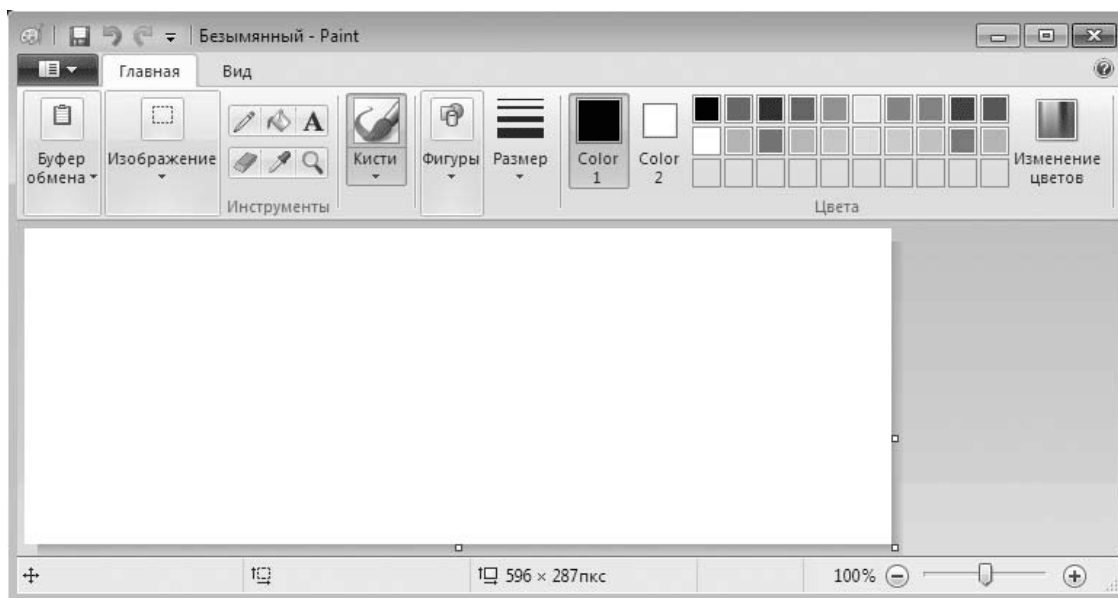 Безымянный - Paint
Главная Вид
Буфер обмена
Изображение
A
Инструменты
Кисти
Фигуры
Размер
Color 1
Color 2
Цвета
Изменение цветов
596 × 287пкс
100%